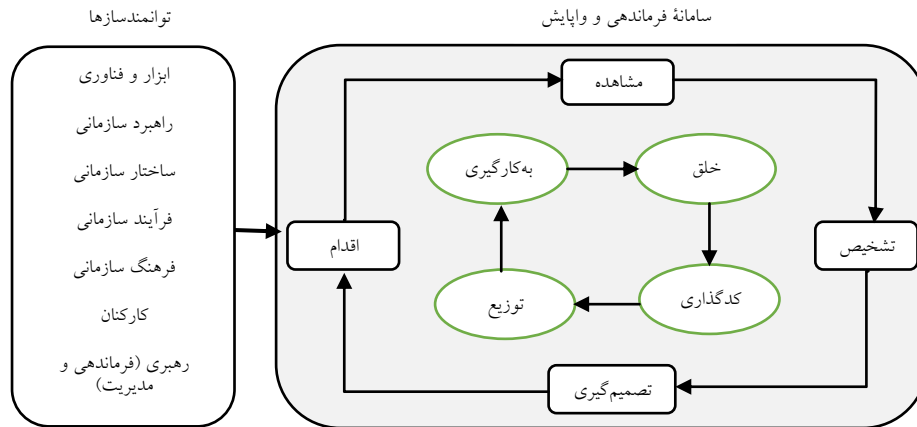 سامانهٔ فرماندهی و واپایش
مشاهده
تشخیص
تصمیم‌گیری
اقدام
خلق
کدگذاری
توزیع
به‌کارگیری
توانمندسازها
ابزار و فناوری
راهبرد سازمانی
ساختار سازمانی
فرآیند سازمانی
فرهنگ سازمانی
کارکنان
رهبری (فرماندهی و
مدیریت)